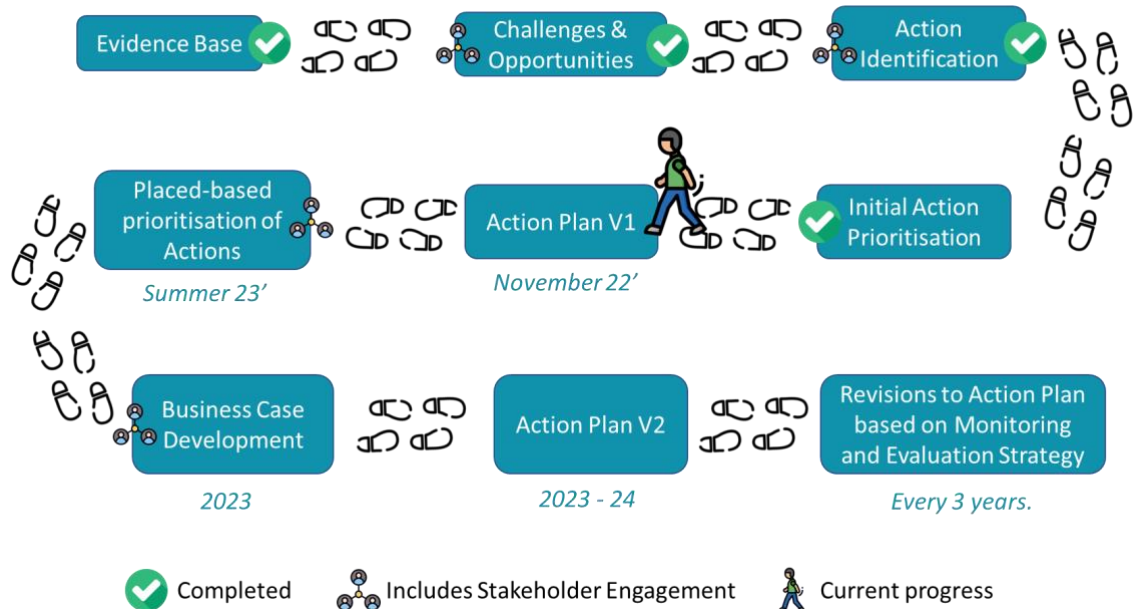 Evidence Base
Challenges &
Opportunities
Action
Identification
Placed-based
prioritisation of
Actions
Summer 23’
Action Plan V1
November 22’
Initial Action
Prioritisation
Business Case
Development
2023
Action Plan V2
2023 - 24
Revisions to Action Plan
based on Monitoring
and Evaluation Strategy
Every 3 years.
Completed
Includes Stakeholder Engagement
Current progress